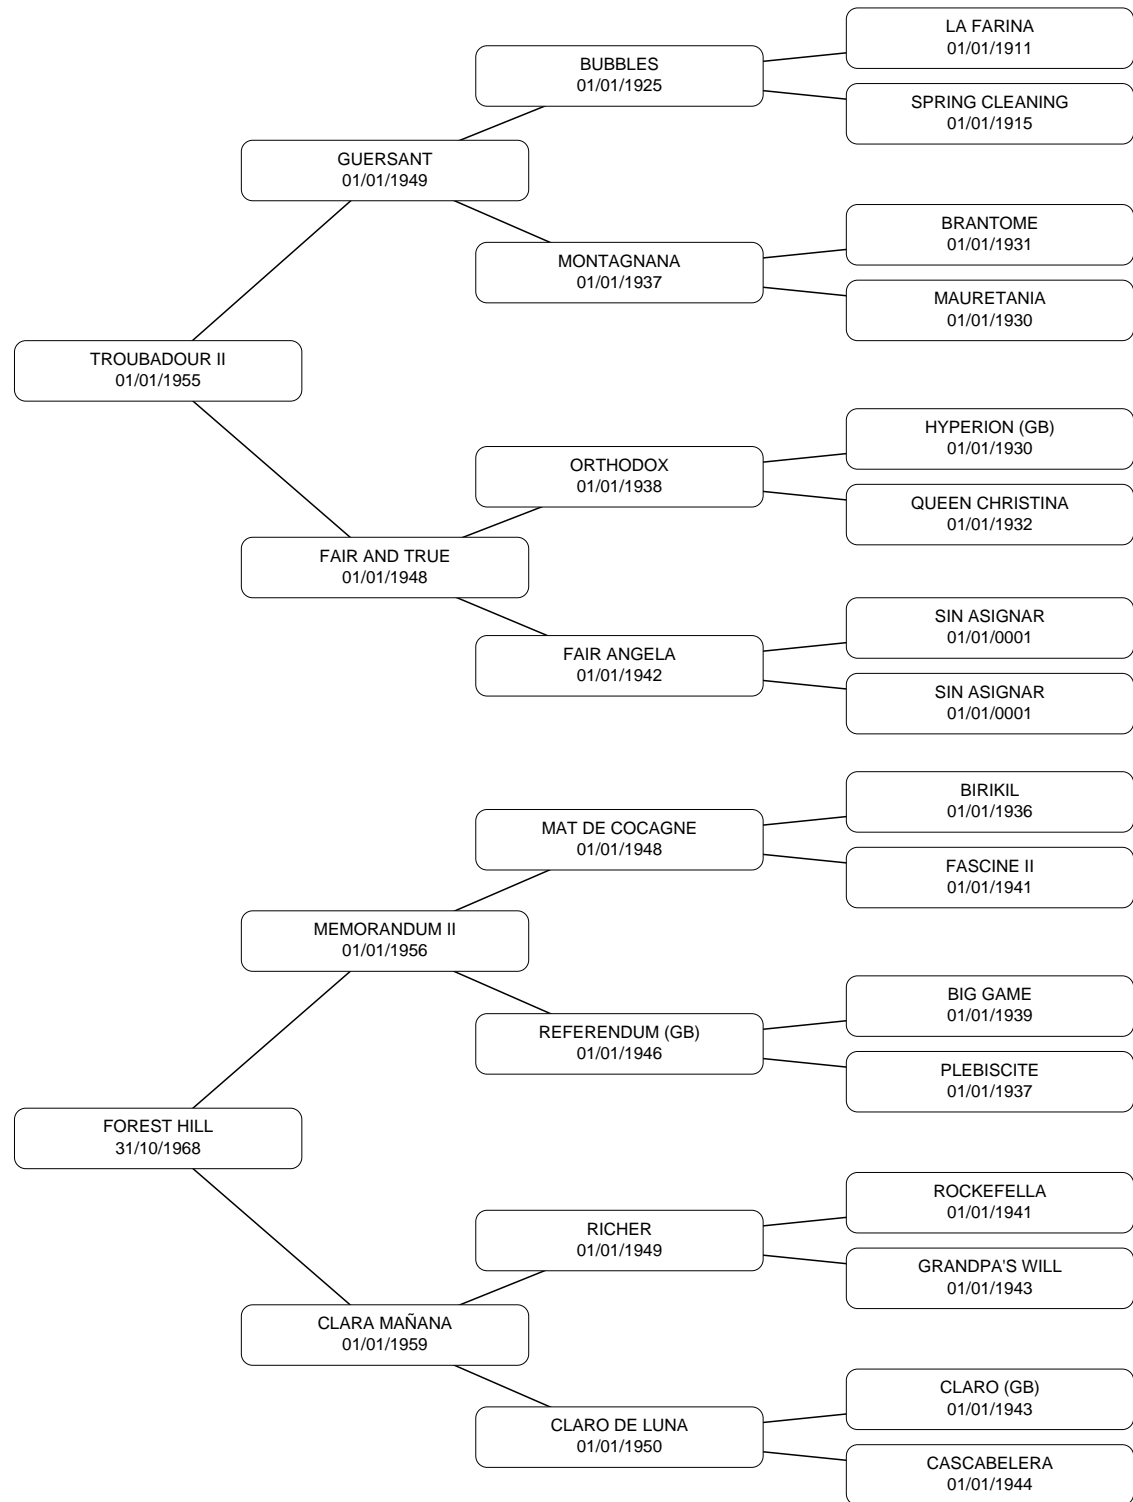 LA FARINA
01/01/1911
BUBBLES
01/01/1925
SPRING CLEANING
01/01/1915
GUERSANT
01/01/1949
BRANTOME
01/01/1931
MONTAGNANA
01/01/1937
MAURETANIA
01/01/1930
TROUBADOUR II
01/01/1955
HYPERION (GB)
01/01/1930
ORTHODOX
01/01/1938
QUEEN CHRISTINA
01/01/1932
FAIR AND TRUE
01/01/1948
SIN ASIGNAR
01/01/0001
FAIR ANGELA
01/01/1942
SIN ASIGNAR
01/01/0001
BIRIKIL
01/01/1936
MAT DE COCAGNE
01/01/1948
FASCINE II
01/01/1941
MEMORANDUM II
01/01/1956
BIG GAME
01/01/1939
REFERENDUM (GB)
01/01/1946
PLEBISCITE
01/01/1937
FOREST HILL
31/10/1968
ROCKEFELLA
01/01/1941
RICHER
01/01/1949
GRANDPA'S WILL
01/01/1943
CLARA MAÑANA
01/01/1959
CLARO (GB)
01/01/1943
CLARO DE LUNA
01/01/1950
CASCABELERA
01/01/1944